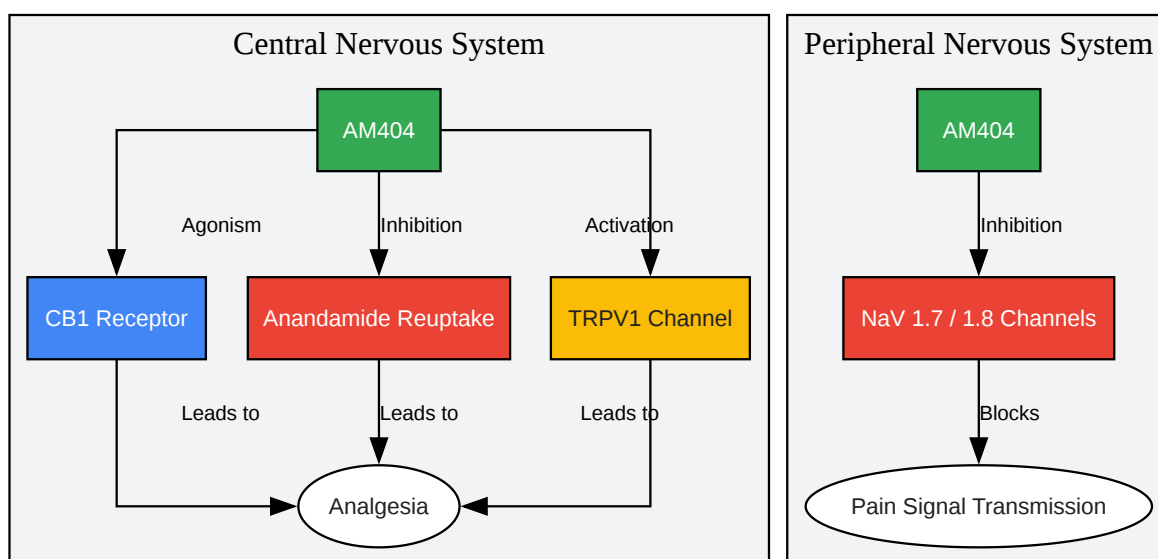 Central Nervous System
AM404
Agonism
Inhibition
Activation
CB1 Receptor
Anandamide Reuptake
TRPV1 Channel
Leads to
Leads to
Leads to
Analgesia
Peripheral Nervous System
AM404
Inhibition
NaV 1.7 / 1.8 Channels
Blocks
Pain Signal Transmission